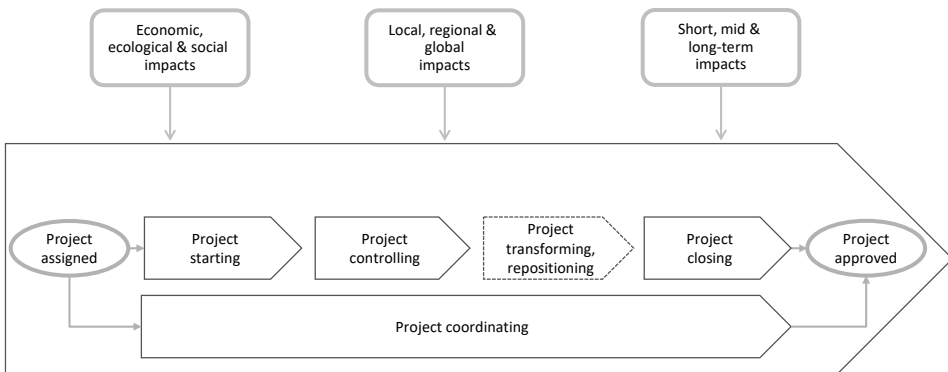 Economic,
ecological & social
impacts
Local, regional &
global
impacts
Short, mid &
long-term
impacts
Project
assigned
Project
starting
Project
controlling
Project
transforming,
repositioning
Project
closing
Project
approved
Project coordinating